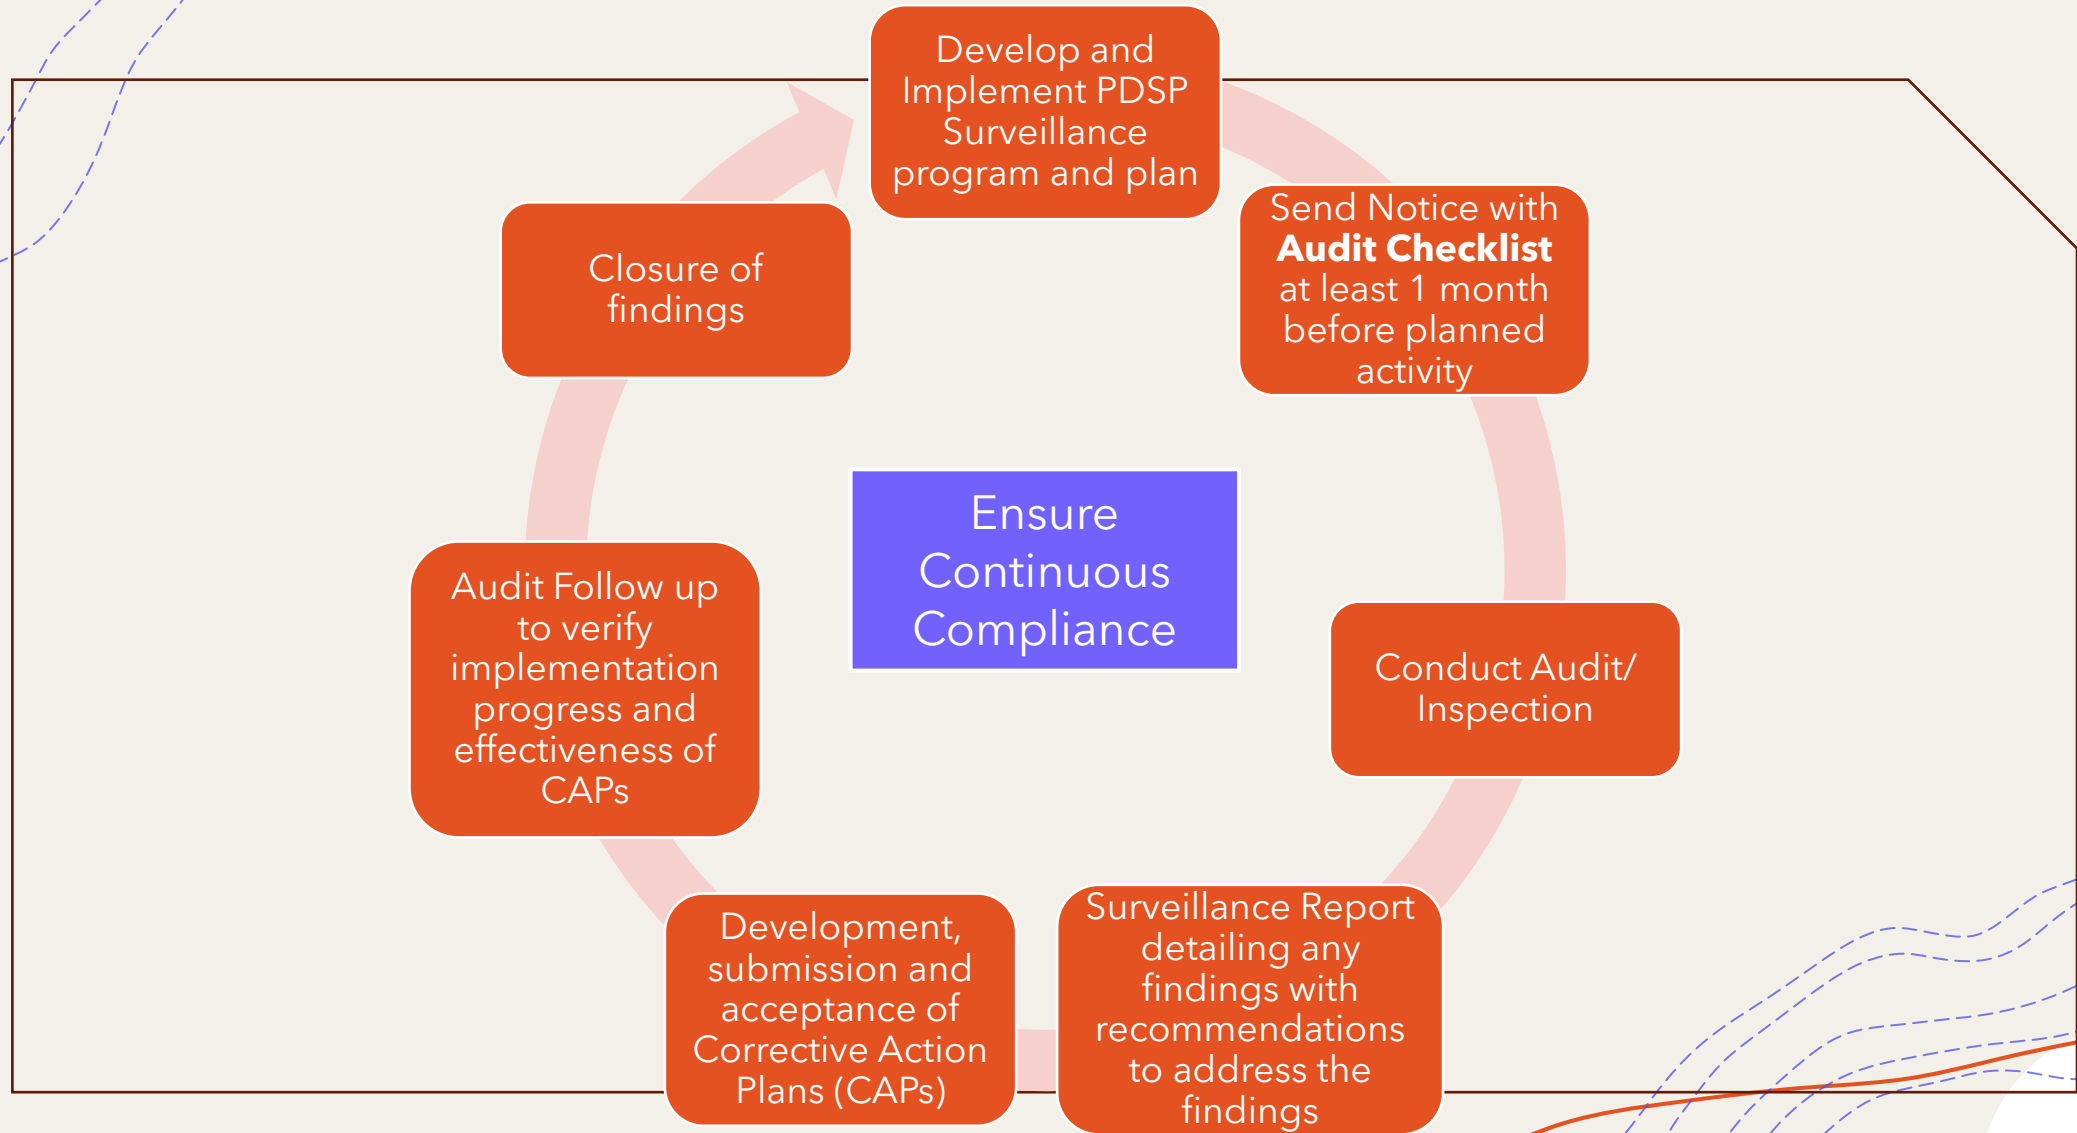 Develop and
Implement PDSP
Surveillance
program and plan
Send Notice with
Audit Checklist
at least 1 month
before planned
activity
Conduct Audit/
Inspection
Surveillance Report
detailing any
findings with
recommendations
to address the
findings
Development,
submission and
acceptance of
Corrective Action
Plans (CAPs)
Audit Follow up
to verify
implementation
progress and
effectiveness of
CAPs
Closure of
findings
Ensure
Continuous
Compliance